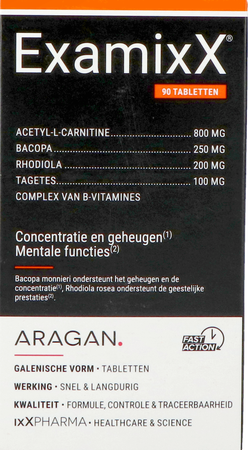 ExamixX®
90 TABLETTEN
ACETYL-L-CARNITINE 800 MG
BACOPA 250 MG
RHODIOLA 200 MG
TAGETES 100 MG
COMPLEX VAN B-VITAMINES
Concentratie en geheugen(1)
Mentale functies(2)
Bacopa monnieri ondersteunt het geheugen en de
concentratie(1), Rhodiola rosea ondersteunt de geestelijke
prestaties(2)
ARAGAN.
FAST
ACTION
GALENISCHE VORM • TABLETTEN
WERKING • SNEL & LANGDURIG
KWALITEIT • FORMULE, CONTROLE & TRACEERBAARHEID
ixXPHARMA • HEALTHCARE & SCIENCE